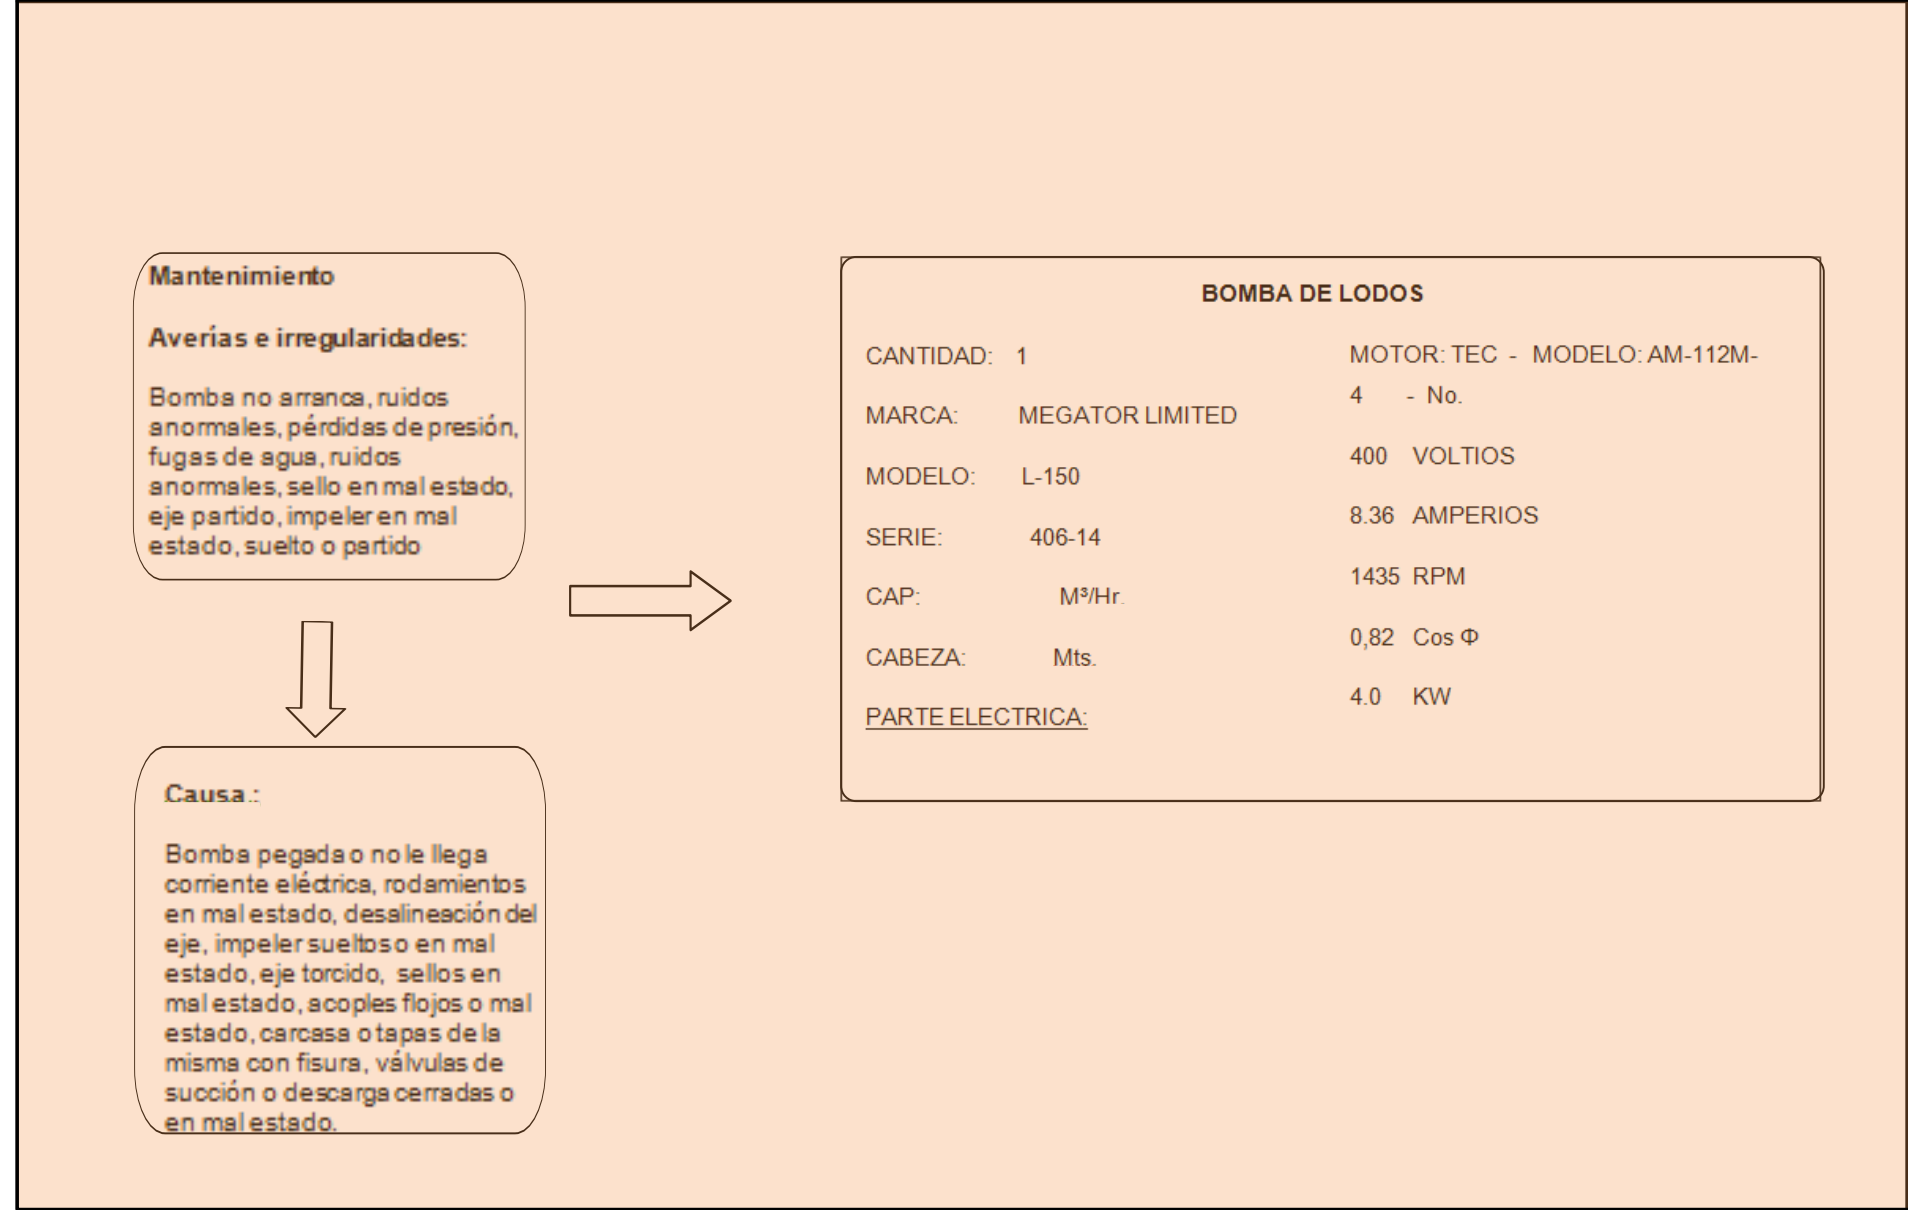 Mantenimiento
Averías e irregularidades:
Bomba no arranca, ruidos
anormales, pérdidas de presión,
fugas de agua, ruidos
anormales, sello en mal estado,
eje partido, impeler en mal
estado, suelto o partido
Causa.:
Bomba pegada o no le llega
corriente eléctrica, rodamientos
en mal estado, desalineación del
eje, impeler sueltos o en mal
estado, eje torcido, sellos en
mal estado, acoples flojos o mal
estado, carcasa o tapas de la
misma con fisura, válvulas de
succión o descarga cerradas o
en mal estado.
BOMBA DE LODOS
CANTIDAD: 1
MARCA: MEGATOR LIMITED
MODELO: L-150
SERIE: 406-14
CAP: M³/Hr.
CABEZA: Mts.
PARTE ELECTRICA:
MOTOR: TEC - MODELO: AM-112M-
4 - No.
400 VOLTIOS
8.36 AMPERIOS
1435 RPM
0,82 Cos Φ
4.0 KW